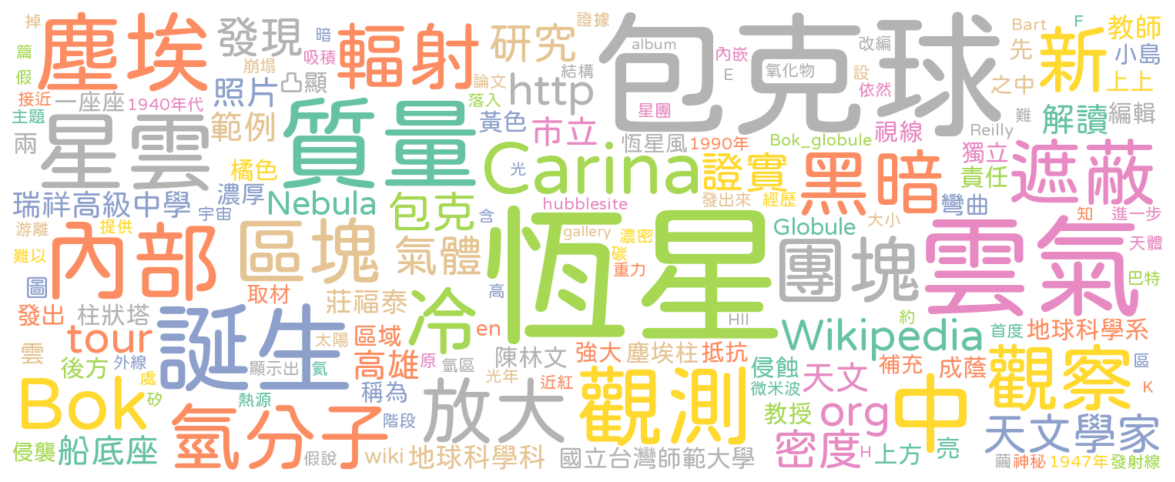 掉
篇
假
接近
主題
兩
塵埃
一座座
1940年代
發現
照片
凸顯
暗
吸積
崩塌
輻射
研究
證據
論文
落入
結構
http
album
包克球
內嵌
E
氧化物
改編
設
依然
星團
Bart
先
之中
F
新
教師
小島
上上
難
解讀
編輯
星雲
範例
質量
黃色
市立
恆星風
1990年
Bok_globule
視線
Reilly
獨立
責任
遮蔽
橘色
濃厚
瑞祥高級中學
宇宙
Nebula
包克
Carina
光
hubblesite
證實
發出來
經歷
黑暗
大小
彎曲
知
進一步
天體
游離
提供
難以
圖
內部
區塊
氣體
恆星
gallery
濃密
含
碳
重力
高
Globule
團塊
雲氣
巴特
發出
柱狀塔
取材
莊福泰
冷
en
HII
Wikipedia
約
首度
地球科學系
tour
誕生
太陽
區域
雲
後方
外線
顯示出
氦
高雄
原
氫區
陳林文
光年
近紅
強大
塵埃柱
抵抗
侵蝕
微米波
天文
補充
成蔭
觀察
區
K
Bok
處
矽
熱源
稱為
階段
放大
觀測
教授
org
中
天文學家
侵襲
船底座
氫分子
假說
wiki
地球科學科
國立台灣師範大學
密度
H
上方
亮
繭
神秘
1947年
發射線